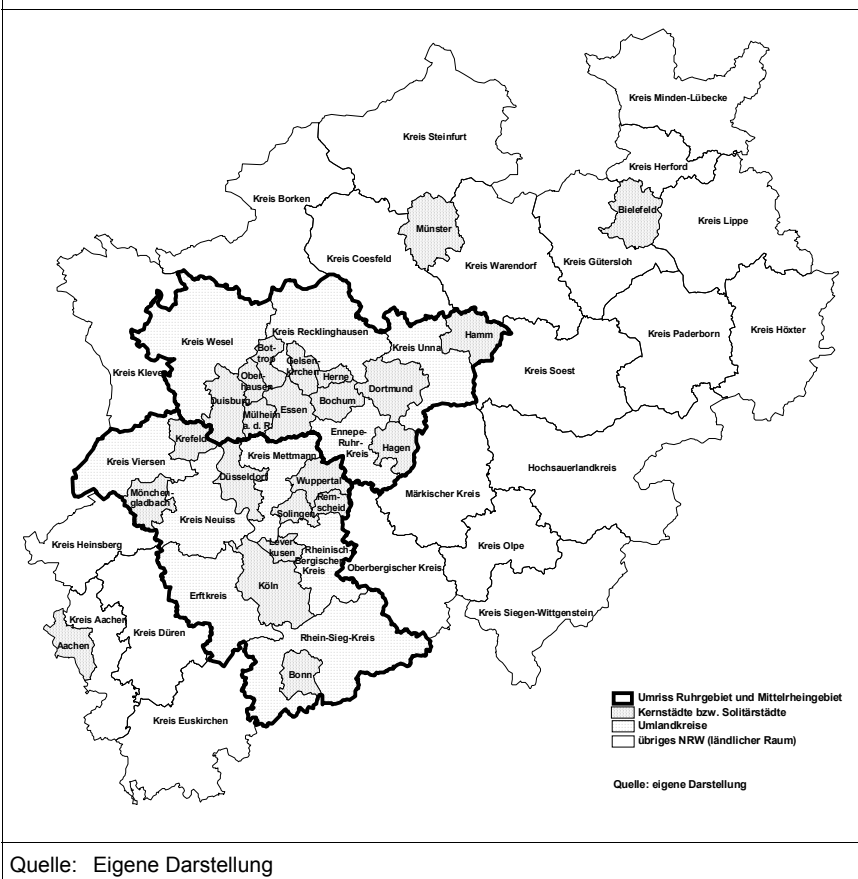 Kreis Minden-Lübecke
Kreis Steinfurt
Kreis Herford
Kreis Borken
Bielefeld
Kreis Lippe
Münster
Kreis Coesfeld
Kreis Warendorf
Kreis Gütersloh
Kreis Wesel
Kreis Recklinghausen
Hamm
Kreis Paderborn
Kreis Höxter
Kreis Unna
Bot-
trop
Gelsen-
kirchen
Kreis Kleve
Ober-
hausen
Herne
Kreis Soest
Dortmund
Duisburg
Essen
Bochum
Mülheim
a. d. R.
Ennepe-
Ruhr-
Kreis
Hagen
Krefeld
Kreis Mettmann
Kreis Viersen
Düsseldorf
Wuppertal
Hochsauerlandkreis
Mönchen-
gladbach
Rem-
scheid
Märkischer Kreis
Solingen
Kreis Neuiss
Kreis Heinsberg
Lever-
kusen
Rheinisch-
Bergischer
Kreis
Kreis Olpe
Oberbergischer Kreis
Köln
Erftkreis
Kreis Siegen-Wittgenstein
Kreis Aachen
Kreis Düren
Rhein-Sieg-Kreis
Aachen
Bonn
Kreis Euskirchen
Umriss Ruhrgebiet und Mittelrheingebiet
Kernstädte bzw. Solitärstädte
Umlandkreise
übriges NRW (ländlicher Raum)
Quelle: eigene Darstellung
Quelle: Eigene Darstellung